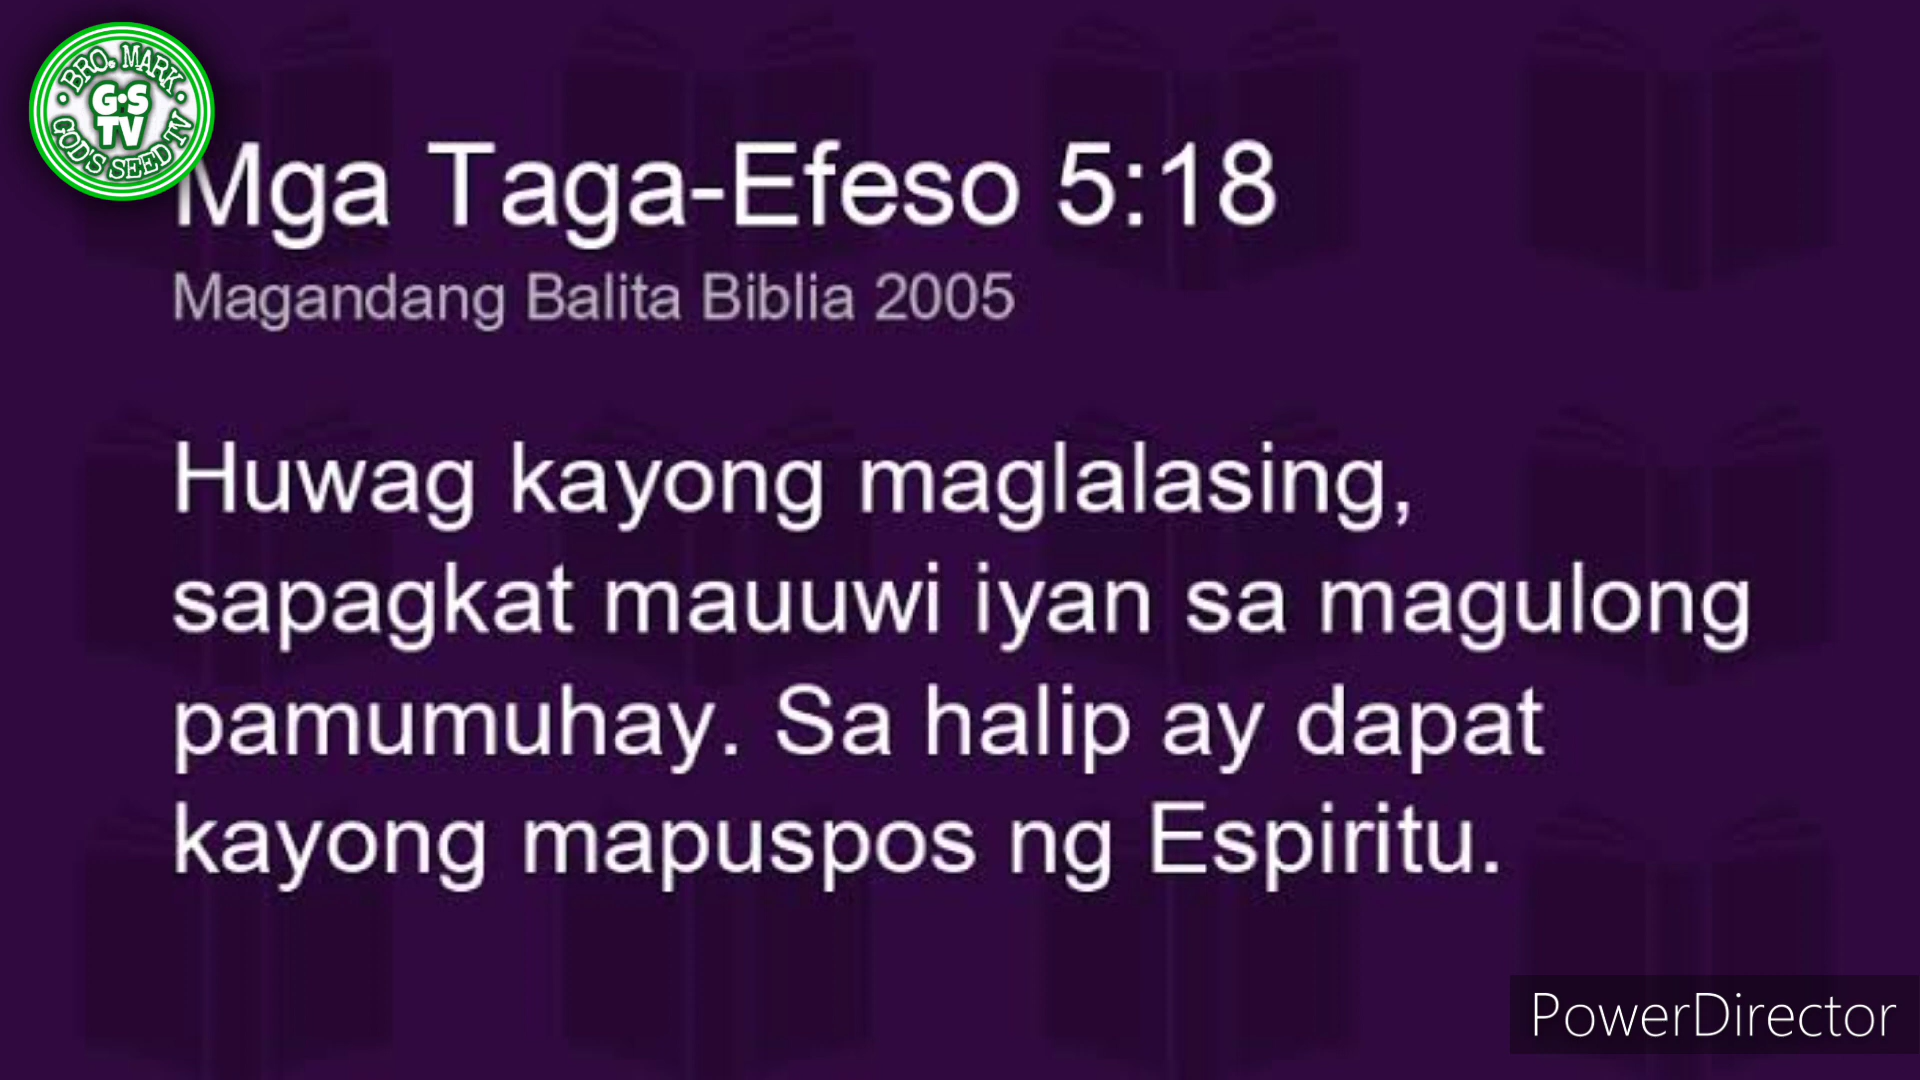 BRO. MARK
G.S
TV
GOD'S SEED TV
Mga Taga-Efeso 5:18
Magandang Balita Biblia 2005
Huwag kayong maglalasing,
sapagkat mauuwi iyan sa magulong
pamumuhay. Sa halip ay dapat
kayong mapuspos ng Espiritu.
PowerDirector